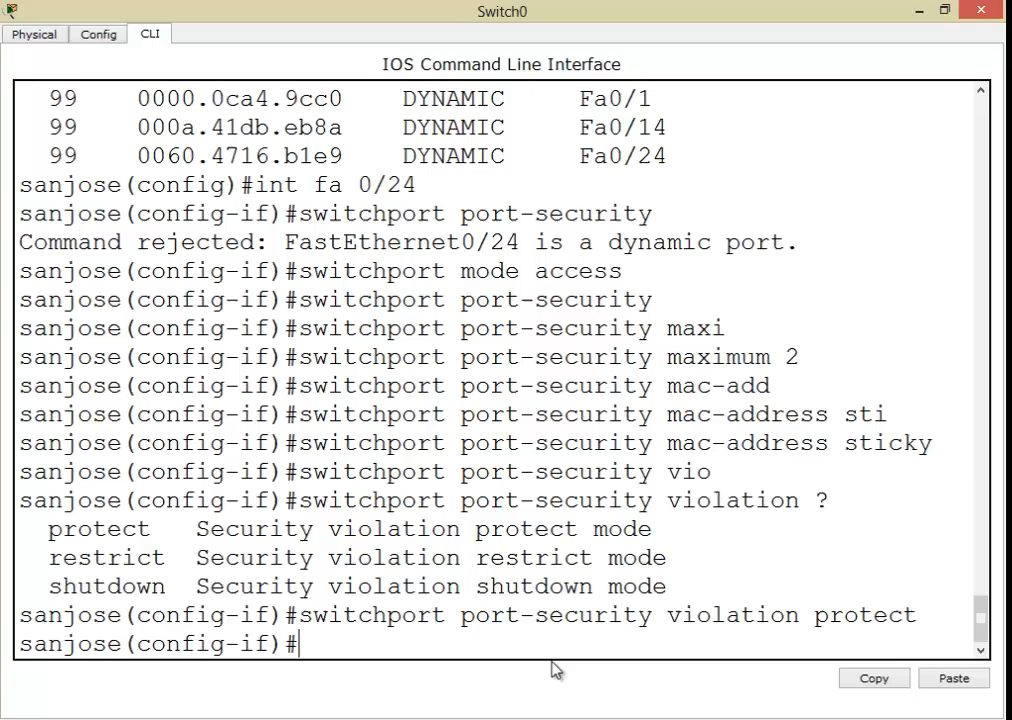 Switch0
Physical Config CLI
IOS Command Line Interface
99 0000.0ca4.9cc0 DYNAMIC Fa0/1
99 000a.41db.eb8a DYNAMIC Fa0/14
99 0060.4716.b1e9 DYNAMIC Fa0/24
sanjose(config)#int fa 0/24
sanjose(config-if)#switchport port-security
Command rejected: FastEthernet0/24 is a dynamic port.
sanjose(config-if)#switchport mode access
sanjose(config-if)#switchport port-security
sanjose(config-if)#switchport port-security maxi
sanjose(config-if)#switchport port-security maximum 2
sanjose(config-if)#switchport port-security mac-add
sanjose(config-if)#switchport port-security mac-address sti
sanjose(config-if)#switchport port-security mac-address sticky
sanjose(config-if)#switchport port-security vio
sanjose(config-if)#switchport port-security violation ?
protect Security violation protect mode
restrict Security violation restrict mode
shutdown Security violation shutdown mode
sanjose(config-if)#switchport port-security violation protect
sanjose(config-if)#
Copy Paste